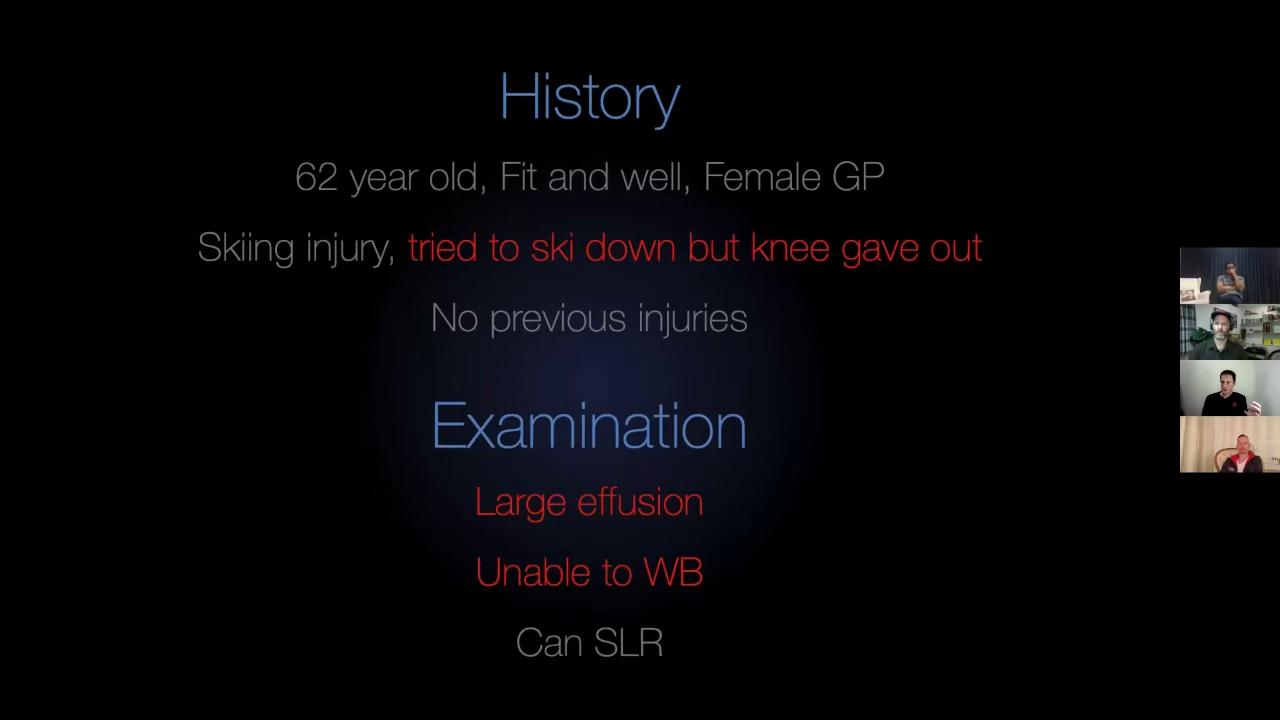 History
62 year old, Fit and well, Female GP
Skiing injury, tried to ski down but knee gave out
No previous injuries
Examination
Large effusion
Unable to WB
Can SLR